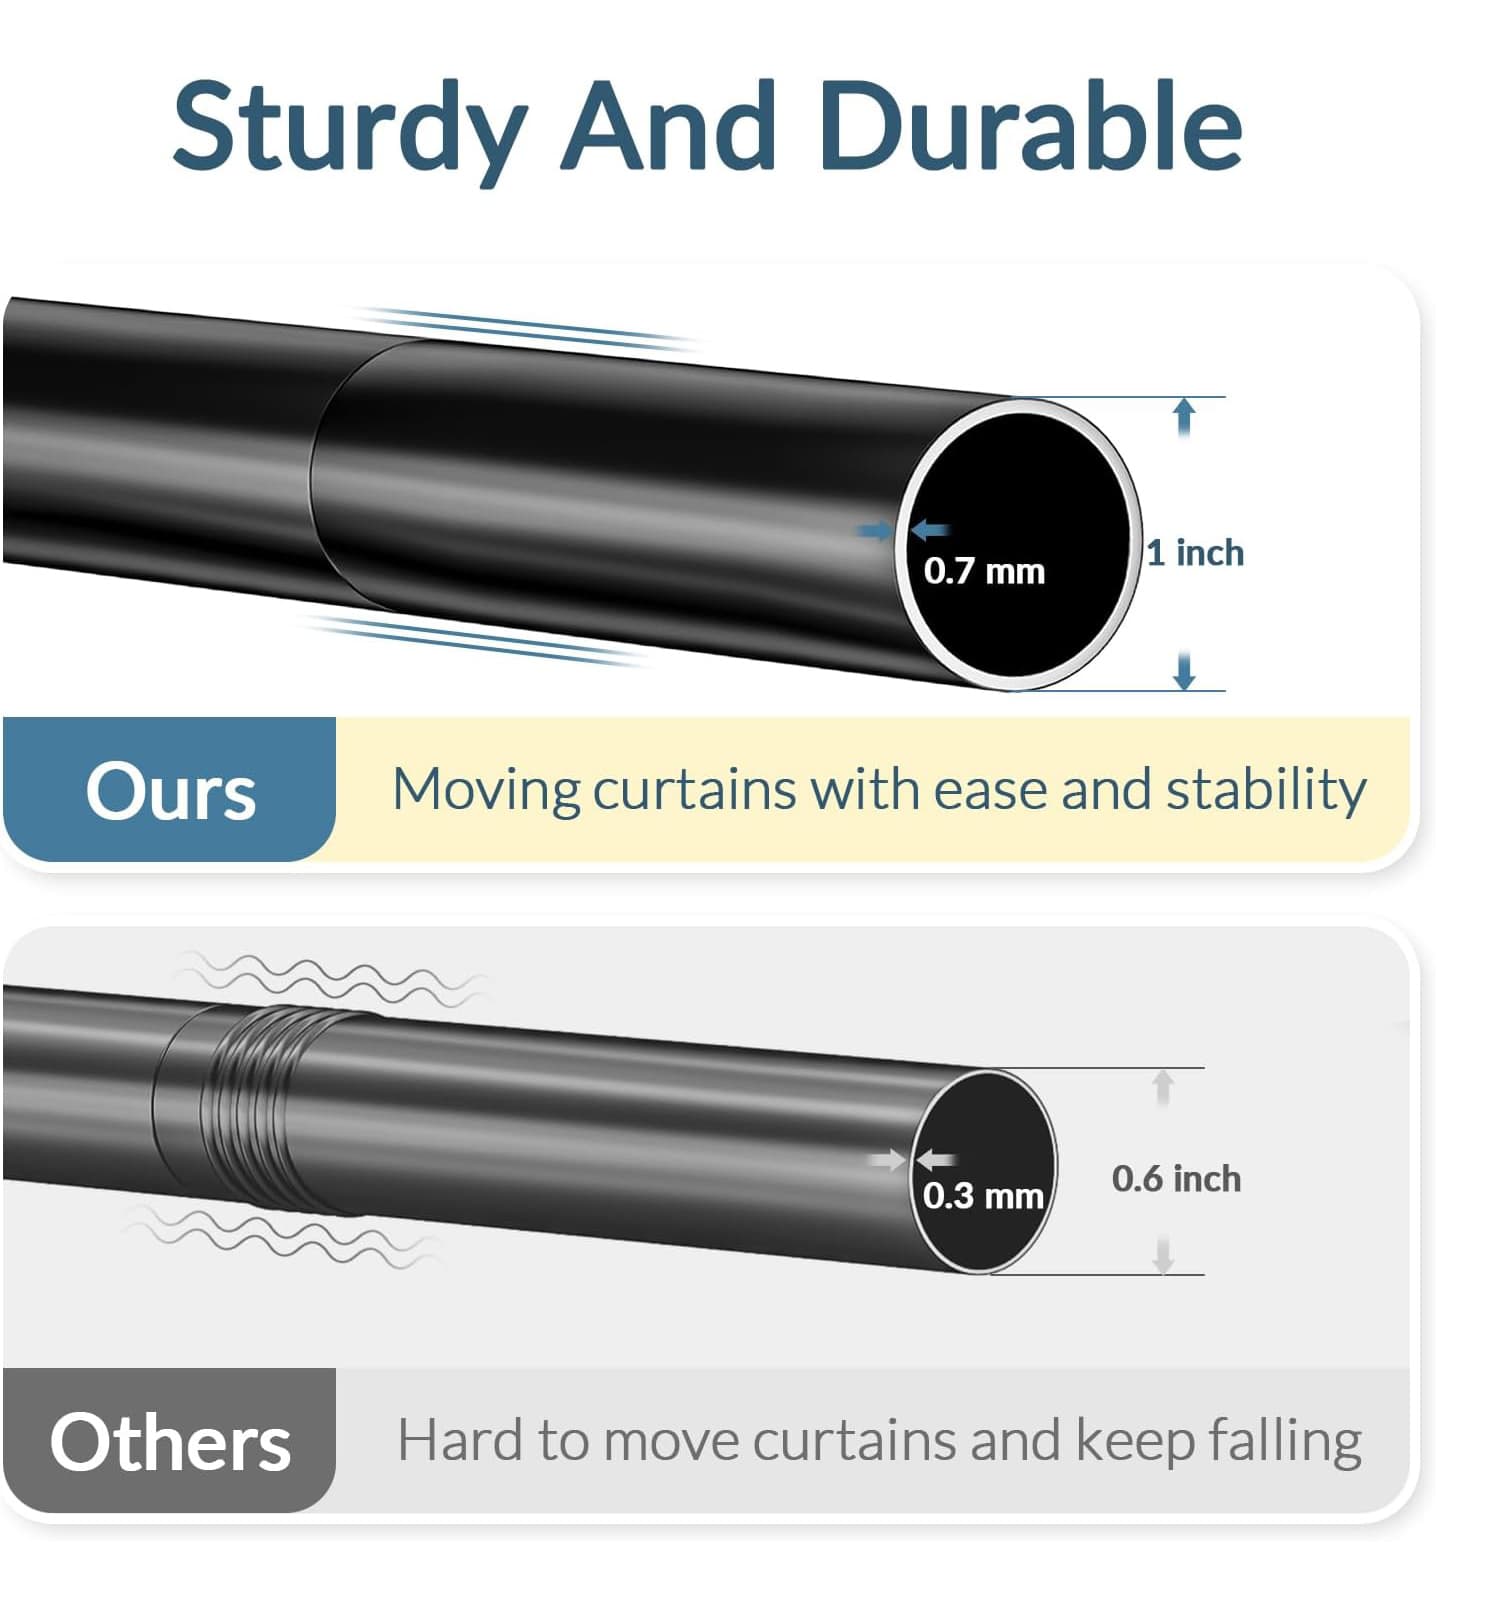 Sturdy And Durable
0.7 mm
1 inch
Ours
Moving curtains with ease and stability
0.6 inch
0.3 mm
Others
Hard to move curtains and keep falling